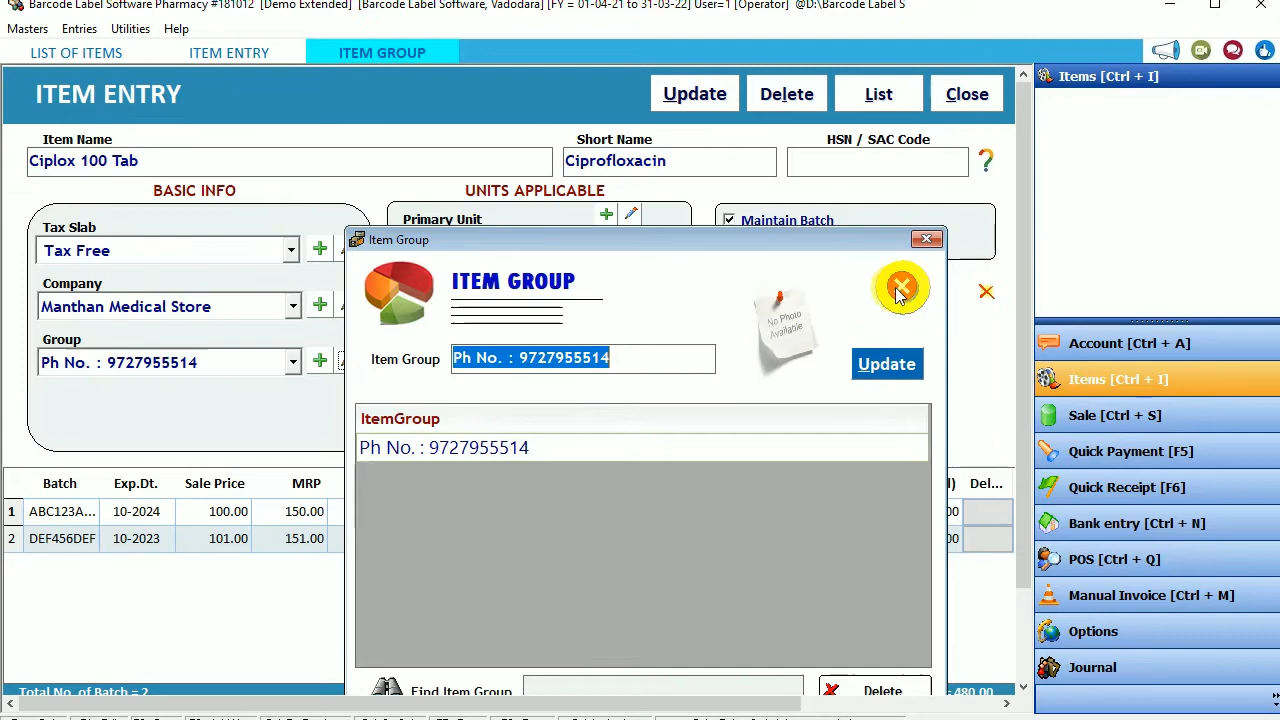 Barcode Label Software Pharmacy #181012 [Demo Extended] [Barcode Label Software, Vadodara] [FY = 01-04-21 to 31-03-22] User=1 [Operator] @D:\Barcode Label S
Masters Entries Utilities Help
LIST OF ITEMS ITEM ENTRY ITEM GROUP
Items [Ctrl + I]
ITEM ENTRY
Update Delete List Close
Item Name Short Name HSN / SAC Code
Ciplox 100 Tab Ciprofloxacin
?
BASIC INFO UNITS APPLICABLE
Tax Slab Primary Unit Maintain Batch
Tax Free
Company
Manthan Medical Store
Group
Ph No. : 9727955514
Item Group
ITEM GROUP
No Photo
Available
Item Group Ph No. : 9727955514 Update
ItemGroup
Ph No. : 9727955514
Find Item Group Delete
Batch Exp.Dt. Sale Price MRP Del...
1 ABC123A... 10-2024 100.00 150.00
2 DEF456DEF 10-2023 101.00 151.00
Total No. of Batch = 2 =480.00
Account [Ctrl + A]
Items [Ctrl + I]
Sale [Ctrl + S]
Quick Payment [F5]
Quick Receipt [F6]
Bank entry [Ctrl + N]
POS [Ctrl + Q]
Manual Invoice [Ctrl + M]
Options
Journal